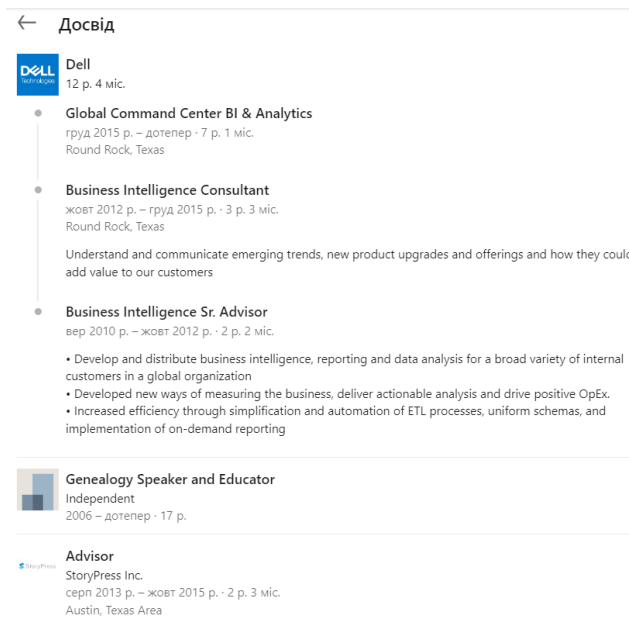 Досвід
DELL
Technologies
Dell
12 р. 4 міс.
Global Command Center BI & Analytics
груд 2015 р. – дотепер · 7 р. 1 міс.
Round Rock, Texas
Business Intelligence Consultant
жовт 2012 р. – груд 2015 р. · 3 р. 3 міс.
Round Rock, Texas
Understand and communicate emerging trends, new product upgrades and offerings and how they could
add value to our customers
Business Intelligence Sr. Advisor
вер 2010 р. – жовт 2012 р. · 2 р. 2 міс.
• Develop and distribute business intelligence, reporting and data analysis for a broad variety of internal
customers in a global organization
• Developed new ways of measuring the business, deliver actionable analysis and drive positive OpEx.
• Increased efficiency through simplification and automation of ETL processes, uniform schemas, and
implementation of on-demand reporting
Genealogy Speaker and Educator
Independent
2006 – дотепер · 17 р.
Advisor
StoryPress
StoryPress Inc.
серп 2013 р. – жовт 2015 р. · 2 р. 3 міс.
Austin, Texas Area